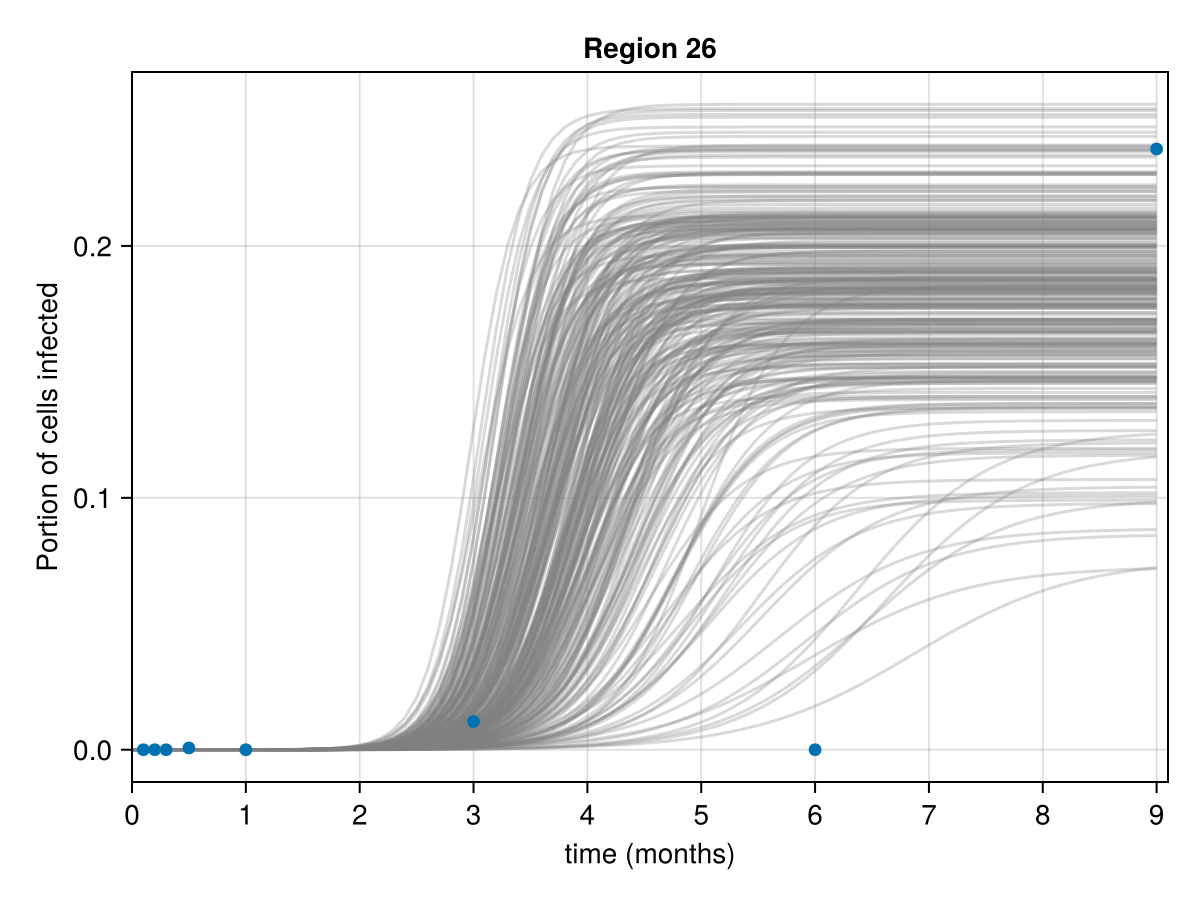 Region 26
Portion of cells infected
0.2
0.1
0.0
0 1 2 3 4 5 6 7 8 9
time (months)